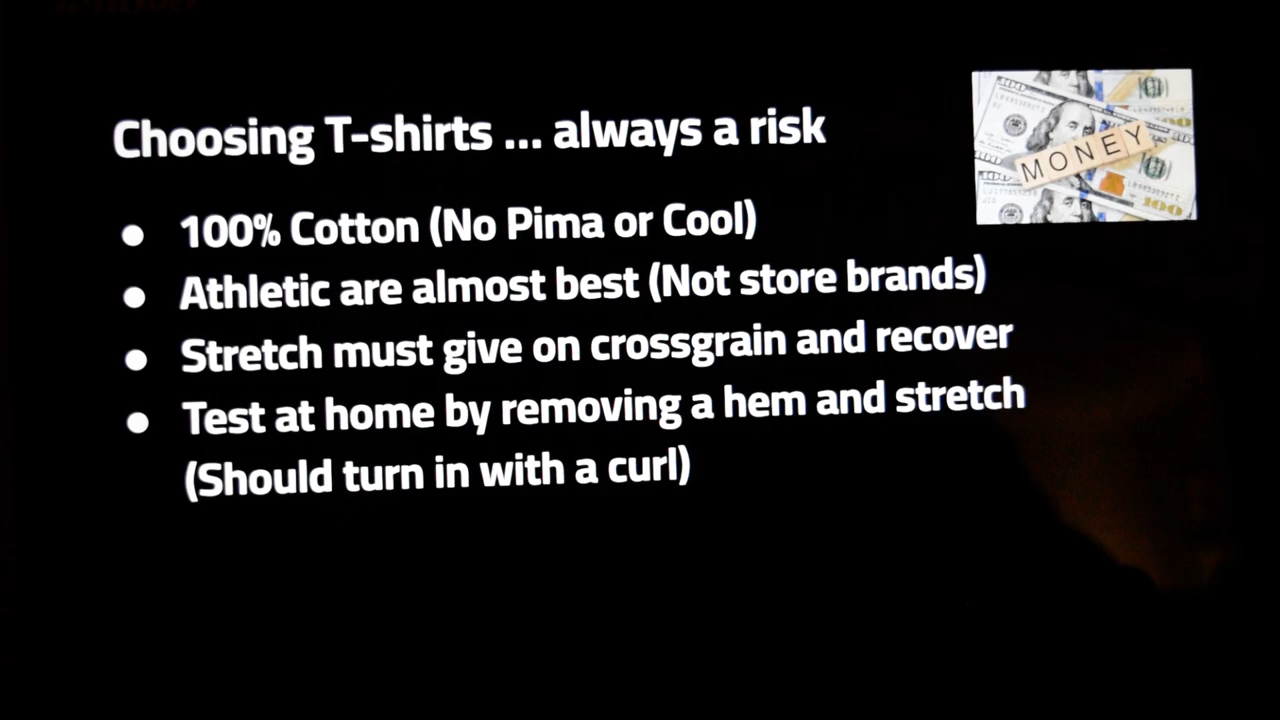 Choosing T-shirts ... always a risk
MONEY
● 100% Cotton (No Pima or Cool)
● Athletic are almost best (Not store brands)
● Stretch must give on crossgrain and recover
● Test at home by removing a hem and stretch
(Should turn in with a curl)